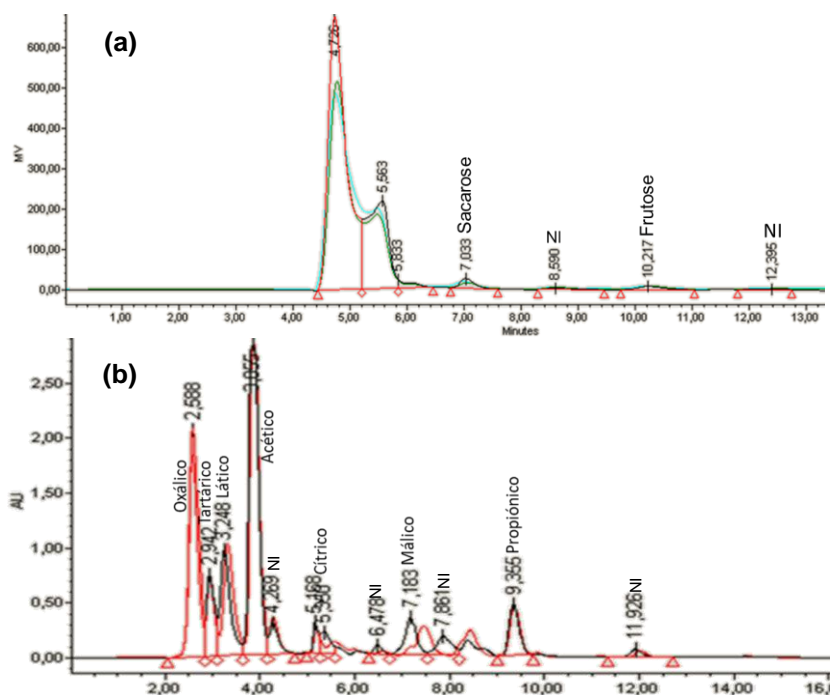 (a)
MV
600,00
500,00
400,00
300,00
200,00
100,00
0,00
4,726
5,563
5,833
7,033 Sacarose
8,590 NI
10,217 Frutose
12,395 NI
1,00 2,00 3,00 4,00 5,00 6,00 7,00 8,00 9,00 10,00 11,00 12,00 13,00
Minutes
(b)
AU
2,50
2,00
1,50
1,00
0,50
0,00
Oxálico 2,588
2,942 Tartárico
3,248 Lático
Acético
4,269 NI
5,168
Cítrico
6,478 NI
7,183 Málico
7,861 NI
9,355 Propiónico
11,926 NI
2,00 4,00 6,00 8,00 10,00 12,00 14,00